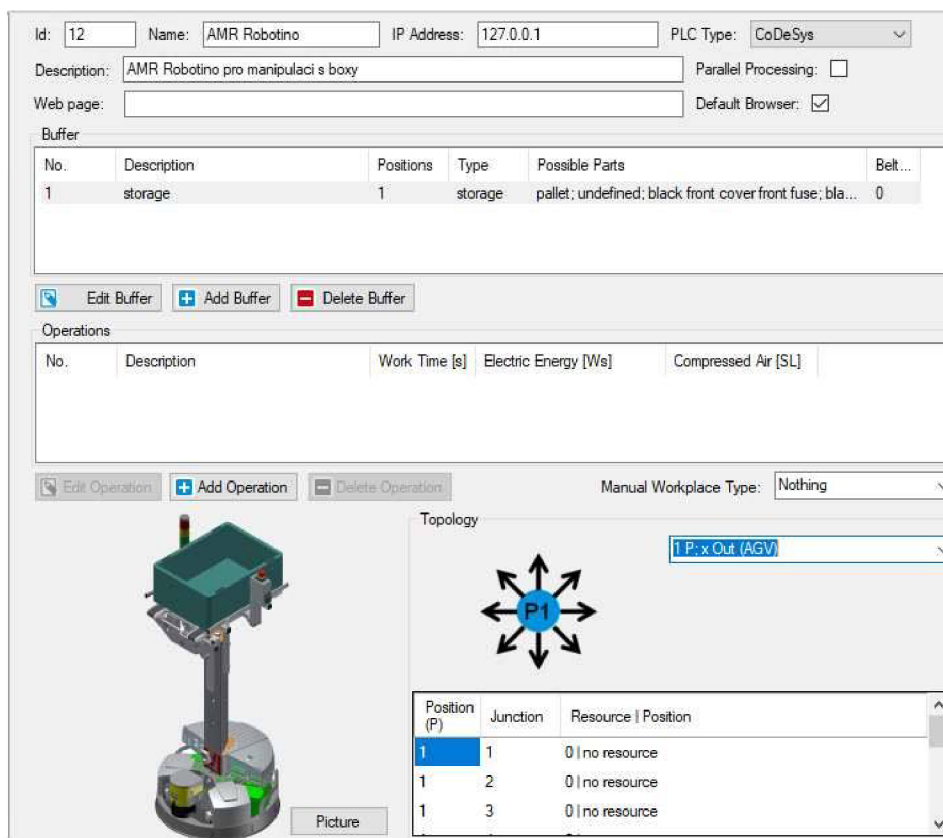 Id: 12 Name: AMR Robotino IP Address: 127.0.0.1 PLC Type: CoDeSys
Description: AMR Robotino pro manipulaci s boxy Parallel Processing:
Web page: Default Browser:
Buffer
No. Description Positions Type Possible Parts Belt...
1 storage 1 storage pallet; undefined; black front cover front fuse; bla... 0
Edit Buffer Add Buffer Delete Buffer
Operations
No. Description Work Time [s] Electric Energy [Ws] Compressed Air [SL]
Edit Operation Add Operation Delete Operation Manual Workplace Type: Nothing
Topology
1 P; x Out (AGV)
P1
Position (P) Junction Resource | Position
1 1 0 | no resource
1 2 0 | no resource
1 3 0 | no resource
Picture